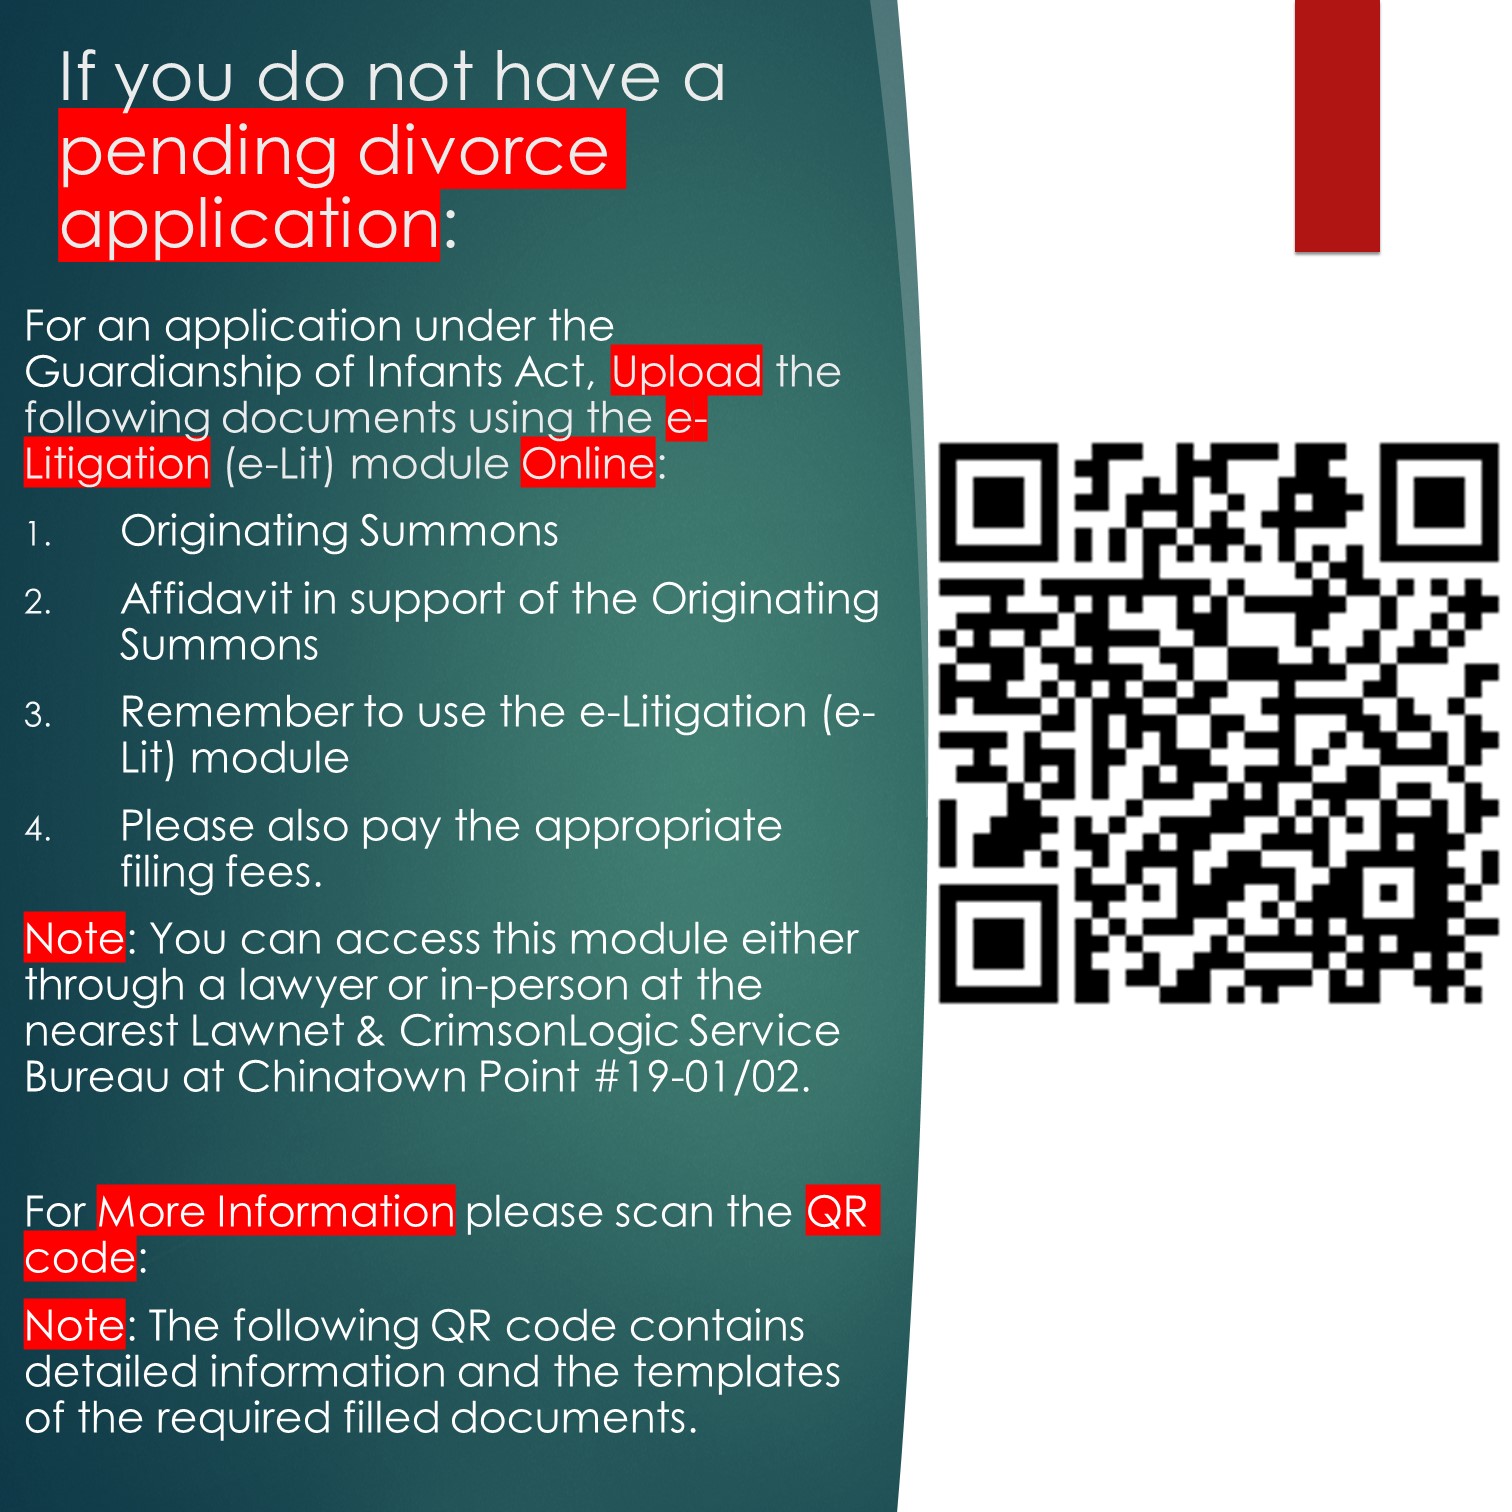 If you do not have a
pending divorce
application:
For an application under the
Guardianship of Infants Act, Upload the
following documents using the e-
Litigation (e-Lit) module Online:
1. Originating Summons
2. Affidavit in support of the Originating
Summons
3. Remember to use the e-Litigation (e-
Lit) module
4. Please also pay the appropriate
filing fees.
Note: You can access this module either
through a lawyer or in-person at the
nearest Lawnet & CrimsonLogic Service
Bureau at Chinatown Point #19-01/02.
For More Information please scan the QR
code:
Note: The following QR code contains
detailed information and the templates
of the required filled documents.